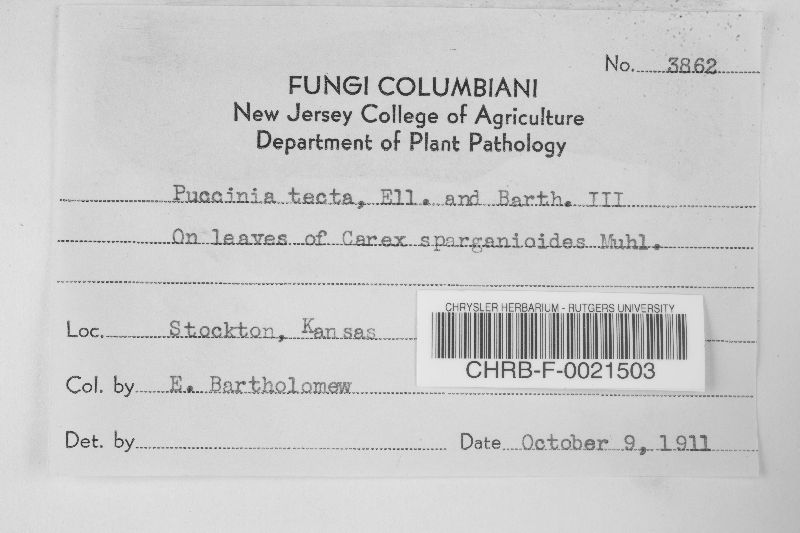 No. 3862
FUNGI COLUMBIANI
New Jersey College of Agriculture
Department of Plant Pathology
Puccinia tecta, Ell. and Barth. III
On leaves of Carex sparganioides Muhl.
Loc. Stockton, Kansas
CHRYSLER HERBARIUM - RUTGERS UNIVERSITY
CHRB-F-0021503
Col. by E. Bartholomew
Det. by
Date October 9, 1911